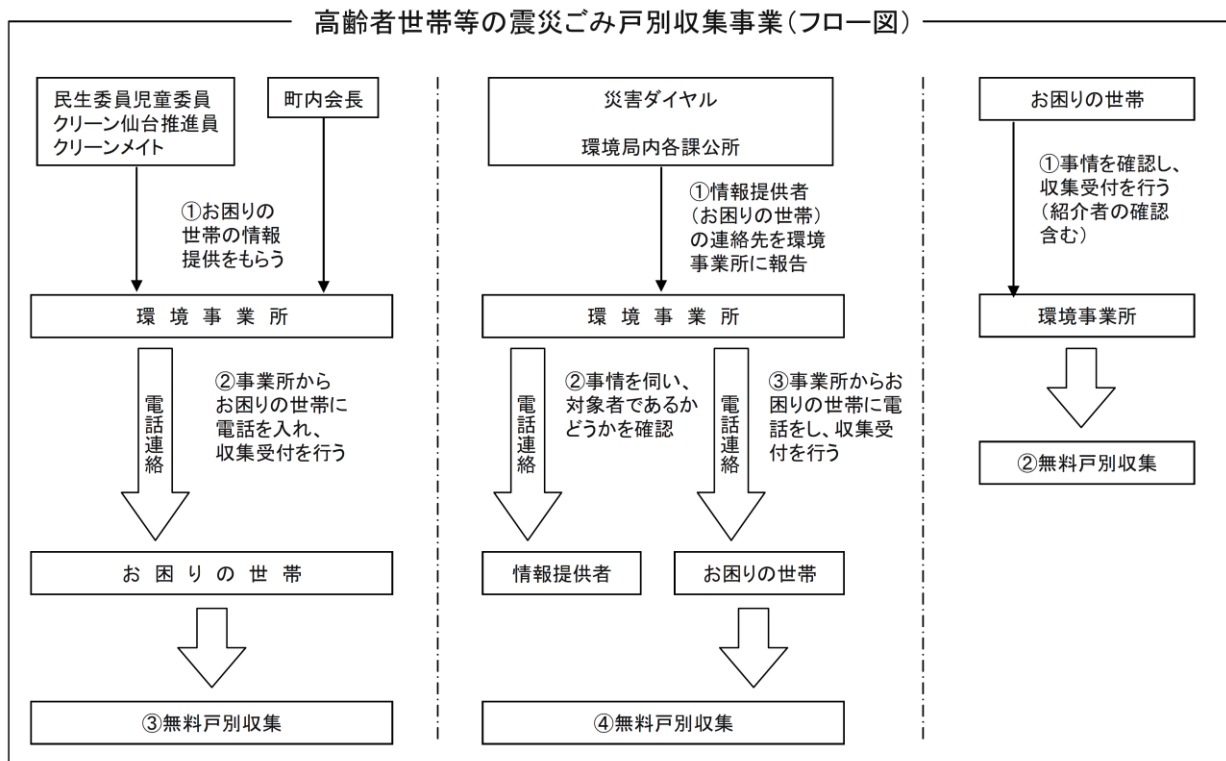 高齢者世帯等の震災ごみ戸別収集事業(フロー図)
民生委員児童委員
クリーン仙台推進員
クリーンメイト
町内会長
①お困りの
世帯の情報
提供をもらう
環境事業所
電話連絡
②事業所から
お困りの世帯に
電話を入れ、
収集受付を行う
お困りの世帯
③無料戸別収集
災害ダイヤル
環境局内各課公所
①情報提供者
(お困りの世帯)
の連絡先を環境
事業所に報告
環境事業所
電話連絡
②事情を伺い、
対象者であるか
どうかを確認
電話連絡
③事業所からお
困りの世帯に電
話をし、収集受
付を行う
情報提供者
お困りの世帯
④無料戸別収集
お困りの世帯
①事情を確認し、
収集受付を行う
(紹介者の確認
含む)
環境事業所
②無料戸別収集